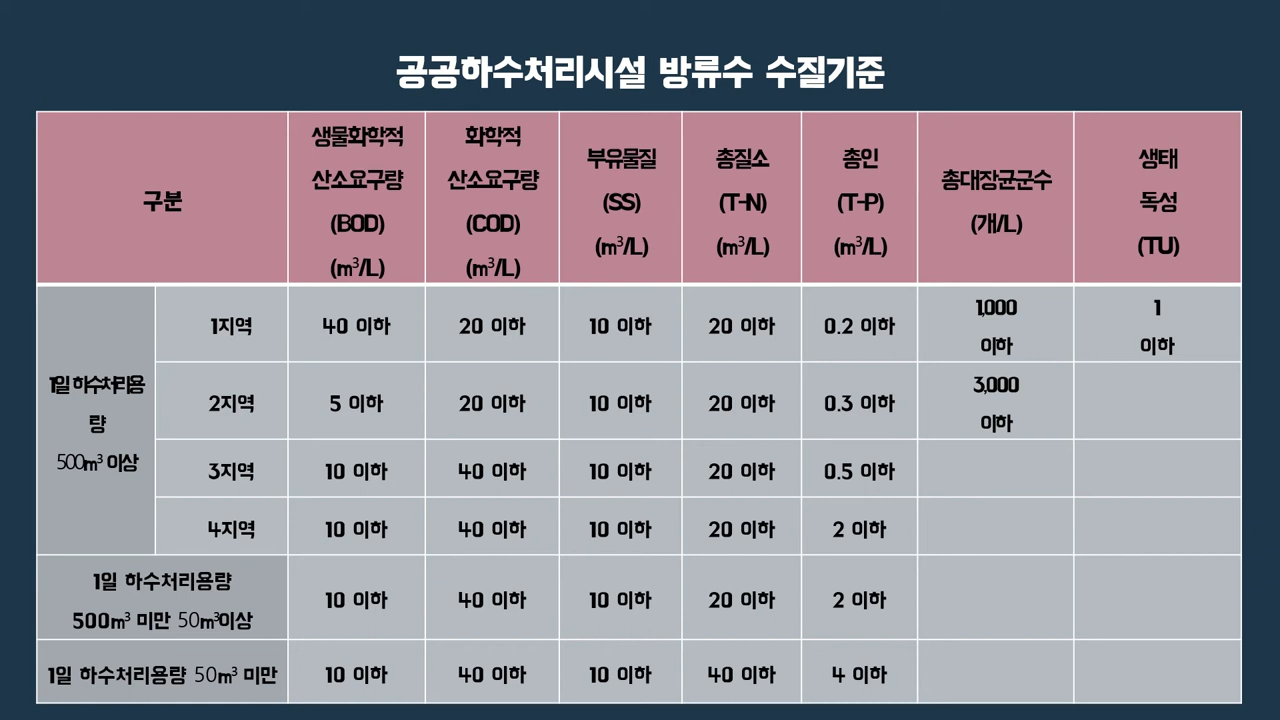 공공하수처리시설 방류수 수질기준
구분
생물화학적
산소요구량
(BOD)
(m³/L)
화학적
산소요구량
(COD)
(m³/L)
부유물질
(SS)
(m³/L)
총질소
(T-N)
(m³/L)
총인
(T-P)
(m³/L)
총대장균군수
(개/L)
생태
독성
(TU)
1일 하수처리용
량
500m³ 이상
1지역
40 이하
20 이하
10 이하
20 이하
0.2 이하
1,000
이하
1
이하
2지역
5 이하
20 이하
10 이하
20 이하
0.3 이하
3,000
이하
3지역
10 이하
40 이하
10 이하
20 이하
0.5 이하
4지역
10 이하
40 이하
10 이하
20 이하
2 이하
1일 하수처리용량
500m³ 미만 50m³이상
10 이하
40 이하
10 이하
20 이하
2 이하
1일 하수처리용량 50m³ 미만
10 이하
40 이하
10 이하
40 이하
4 이하